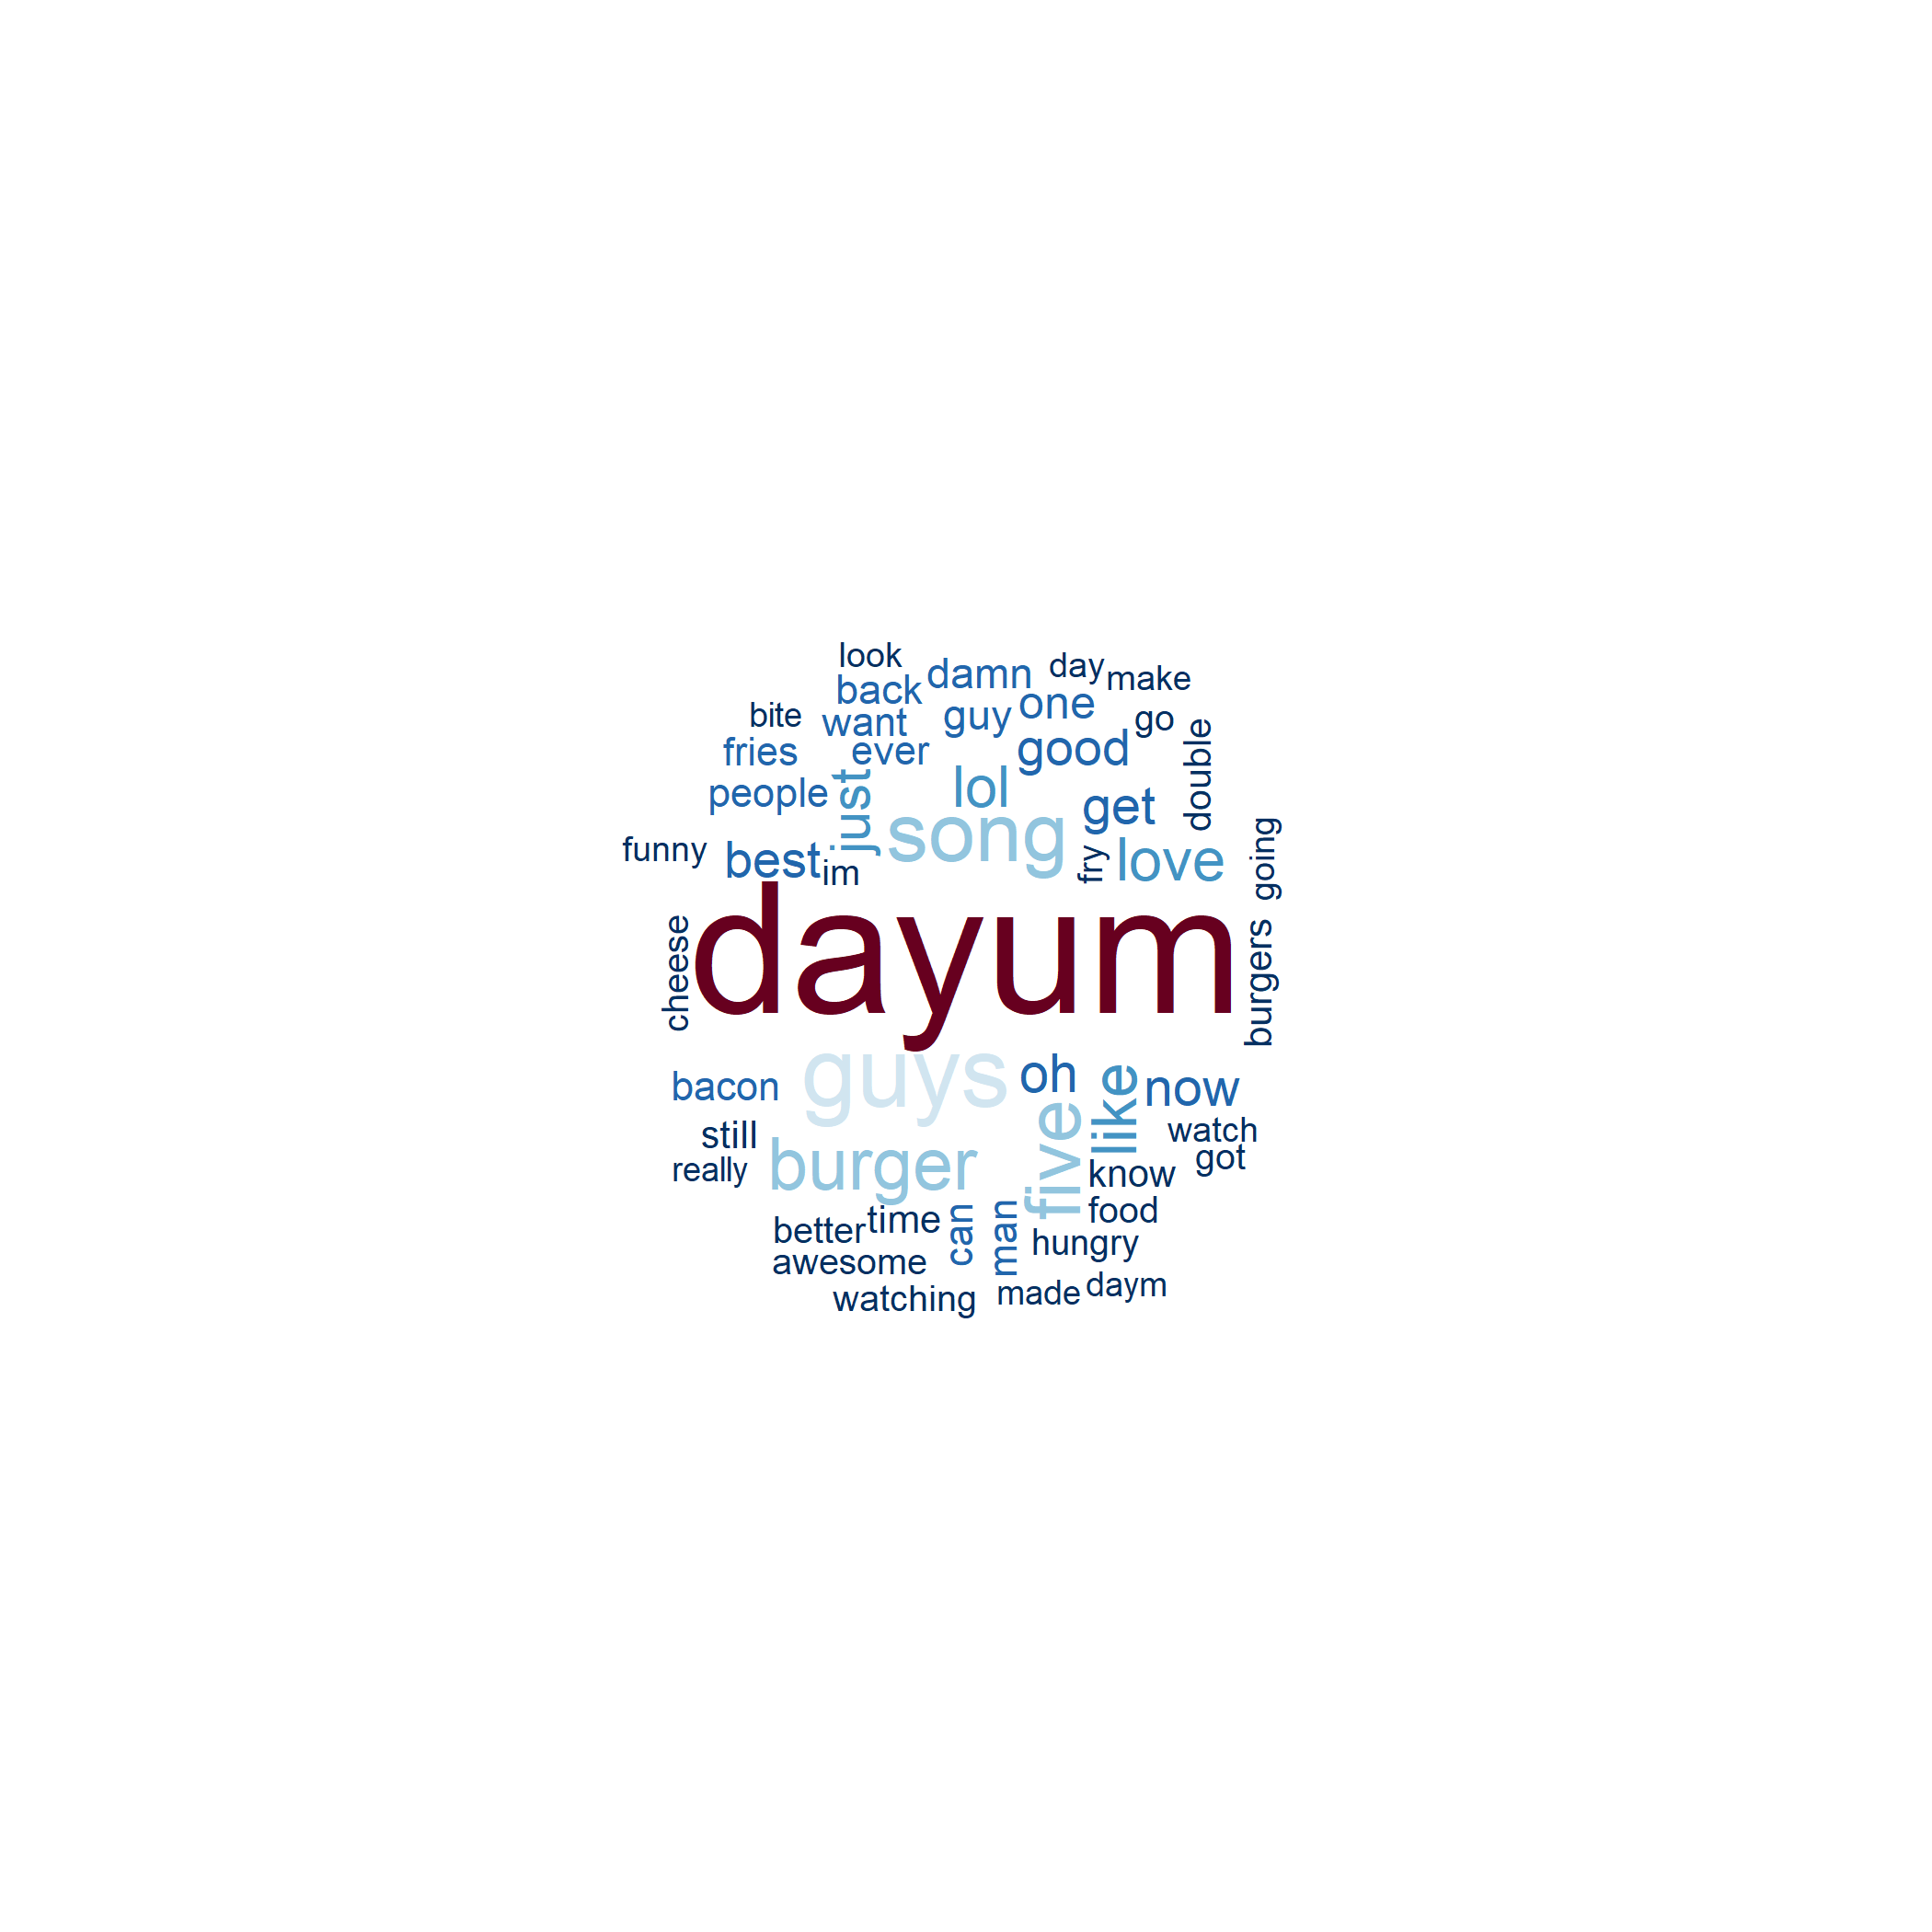 look
damn
day
make
back
one
bite
want
guy
go
double
fries
ever
good
people
just
lol
get
song
funny
best
im
fry
love
going
dayum
cheese
burgers
guys
oh
like
now
bacon
five
watch
still
burger
got
really
know
food
better
time
can
man
hungry
awesome
watching
made
daym